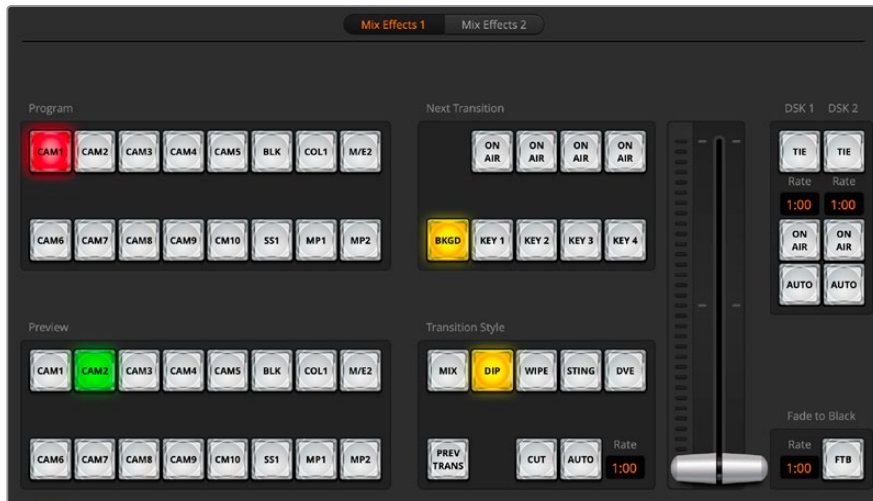 Mix Effects 1 Mix Effects 2
Program
CAM1 CAM2 CAM3 CAM4 CAM5 BLK COL1 M/E2
CAM6 CAM7 CAM8 CAM9 CM10 SS1 MP1 MP2
Next Transition
ON AIR ON AIR ON AIR ON AIR
BKGD KEY 1 KEY 2 KEY 3 KEY 4
DSK 1 DSK 2
TIE TIE
Rate Rate
1:00 1:00
ON AIR ON AIR
AUTO AUTO
Preview
CAM1 CAM2 CAM3 CAM4 CAM5 BLK COL1 M/E2
CAM6 CAM7 CAM8 CAM9 CM10 SS1 MP1 MP2
Transition Style
MIX DIP WIPE STING DVE
PREV TRANS CUT AUTO Rate 1:00
Fade to Black
Rate
1:00 FTB